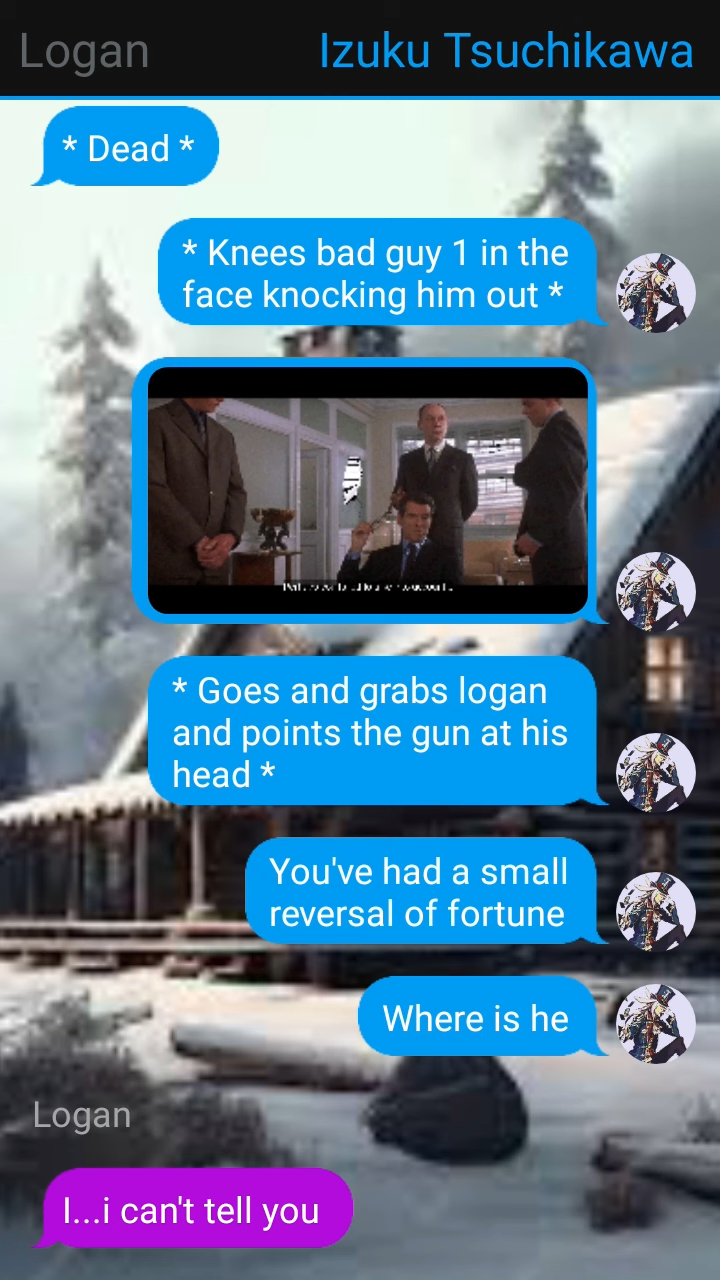 Logan
Izuku Tsuchikawa
* Dead *
* Knees bad guy 1 in the
face knocking him out *
* Goes and grabs logan
and points the gun at his
head *
You've had a small
reversal of fortune
Where is he
Logan
I...i can't tell you